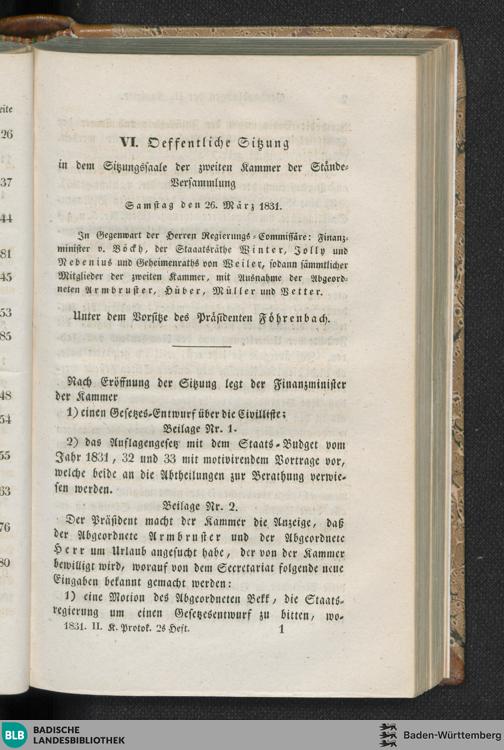 eite
26
37
44
81
45
53
85
48
54
55
63
76
80
VI. Oeffentliche Sitzung
in dem Sitzungssaale der zweiten Kammer der Stände-
Versammlung
Samstag den 26. März 1831.
In Gegenwart der Herren Regierungs-Commissäre: Finanz-
minister v. Böckh, der Staatsräthe Winter, Jolly und
Nebenius und Geheimenraths von Weiler, sodann sämmtlicher
Mitglieder der zweiten Kammer, mit Ausnahme der Abgeord-
neten Armbruster, Hüber, Müller und Vetter.
Unter dem Vorsitze des Präsidenten Föhrenbach.
Nach Eröffnung der Sitzung legt der Finanzminister
der Kammer
1) einen Gesetzes-Entwurf über die Civilliste;
Beilage Nr. 1.
2) das Auflagengesetz mit dem Staats-Budget vom
Jahr 1831, 32 und 33 mit motivirendem Vortrage vor,
welche beide an die Abtheilungen zur Berathung verwie-
sen werden.
Beilage Nr. 2.
Der Präsident macht der Kammer die Anzeige, daß
der Abgeordnete Armbruster und der Abgeordnete
Herr um Urlaub angesucht habe, der von der Kammer
bewilligt wird, worauf von dem Secretariat folgende neue
Eingaben bekannt gemacht werden:
1) eine Motion des Abgeordneten Bekk, die Staats-
regierung um einen Gesetzesentwurf zu bitten, wo-
1831. II. K. Protok. 2s Heft. 1
BLB BADISCHE
LANDESBIBLIOTHEK
Baden-Württemberg